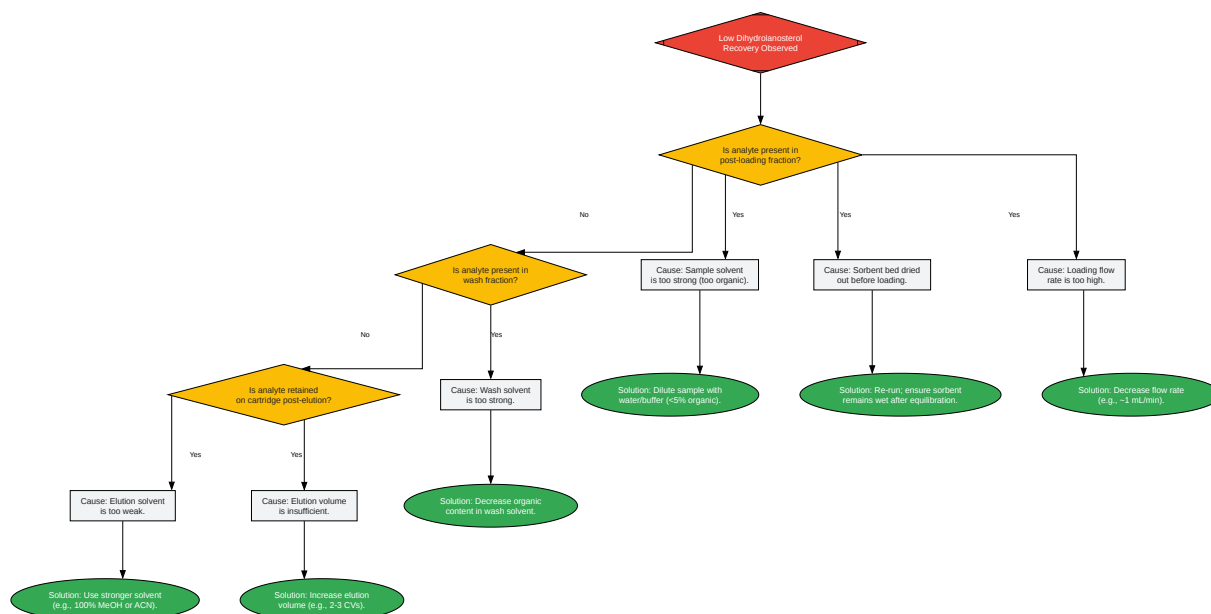 Low Dihydrolanosterol
Recovery Observed
Is analyte present in
post-loading fraction?
No
Yes
Yes
Yes
Is analyte present in
wash fraction?
Cause: Sample solvent
is too strong (too organic).
Cause: Sorbent bed dried
out before loading.
Cause: Loading flow
rate is too high.
No
Yes
Is analyte retained
on cartridge post-elution?
Cause: Wash solvent
is too strong.
Solution: Dilute sample with
water/buffer (<5% organic).
Solution: Re-run; ensure sorbent
remains wet after equilibration.
Solution: Decrease flow rate
(e.g., ~1 mL/min).
Yes
Yes
Cause: Elution solvent
is too weak.
Cause: Elution volume
is insufficient.
Solution: Decrease organic
content in wash solvent.
Solution: Use stronger solvent
(e.g., 100% MeOH or ACN).
Solution: Increase elution
volume (e.g., 2-3 CVs).